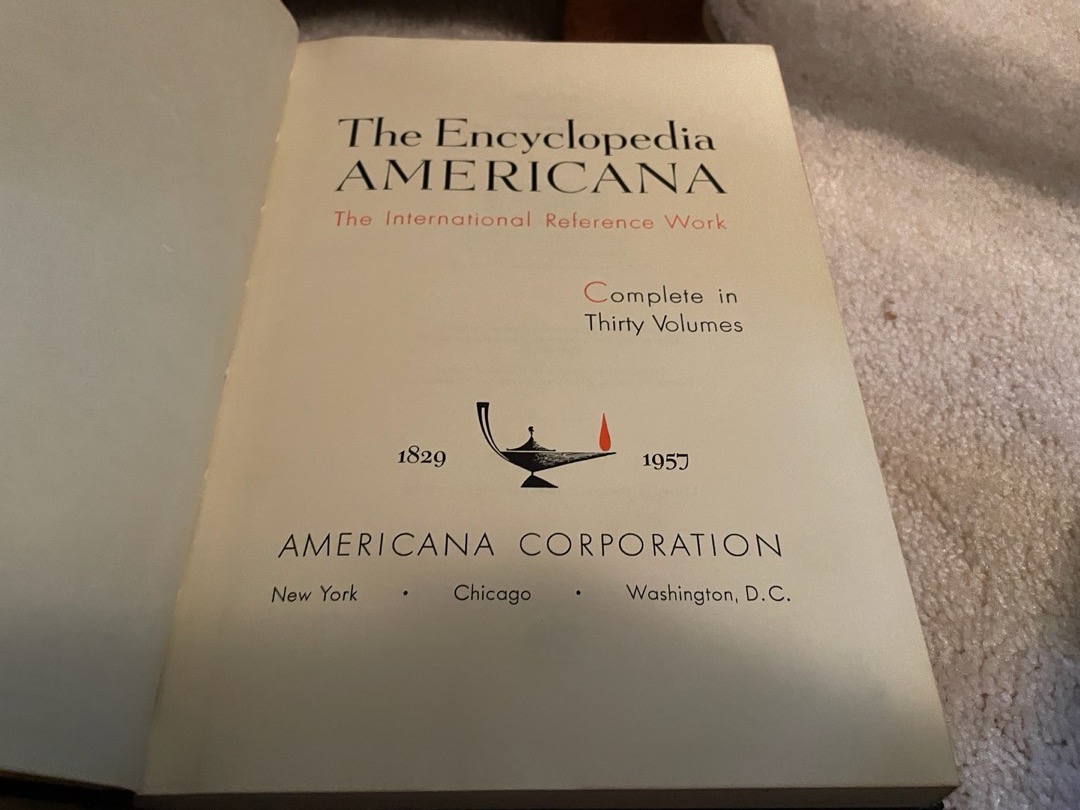 The Encyclopedia
AMERICANA
The International Reference Work
Complete in
Thirty Volumes
1829 1957
AMERICANA CORPORATION
New York • Chicago • Washington, D.C.